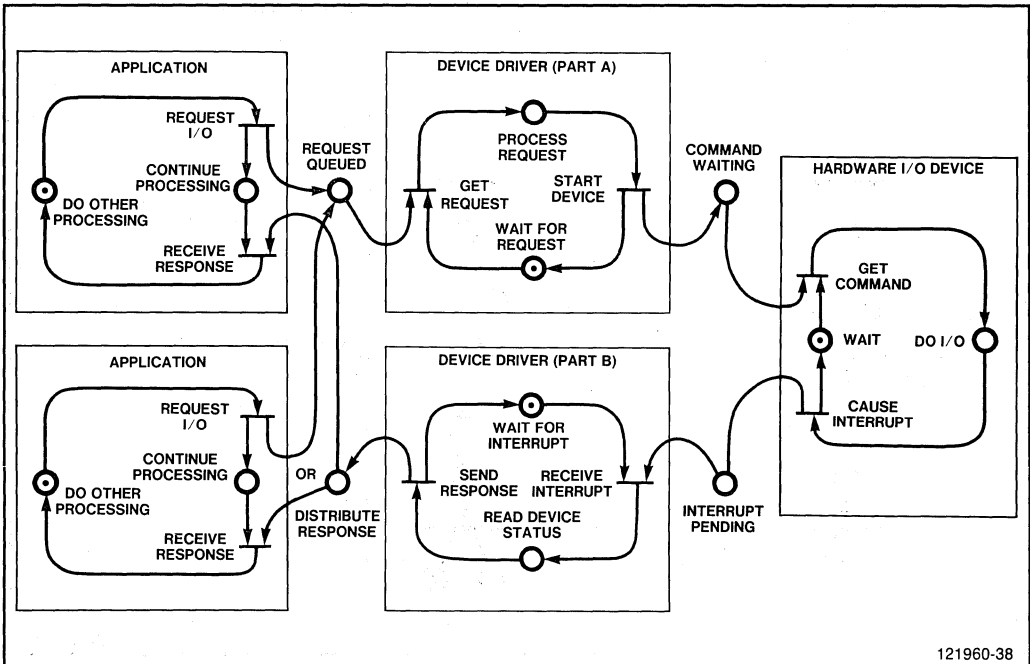 APPLICATION
REQUEST
I/O
CONTINUE
PROCESSING
DO OTHER
PROCESSING
RECEIVE
RESPONSE
REQUEST
QUEUED
DEVICE DRIVER (PART A)
PROCESS
REQUEST
GET
REQUEST
START
DEVICE
WAIT FOR
REQUEST
COMMAND
WAITING
HARDWARE I/O DEVICE
GET
COMMAND
WAIT
DO I/O
CAUSE
INTERRUPT
APPLICATION
REQUEST
I/O
CONTINUE
PROCESSING
DO OTHER
PROCESSING
RECEIVE
RESPONSE
OR
DISTRIBUTE
RESPONSE
DEVICE DRIVER (PART B)
WAIT FOR
INTERRUPT
SEND
RESPONSE
RECEIVE
INTERRUPT
READ DEVICE
STATUS
INTERRUPT
PENDING
121960-38